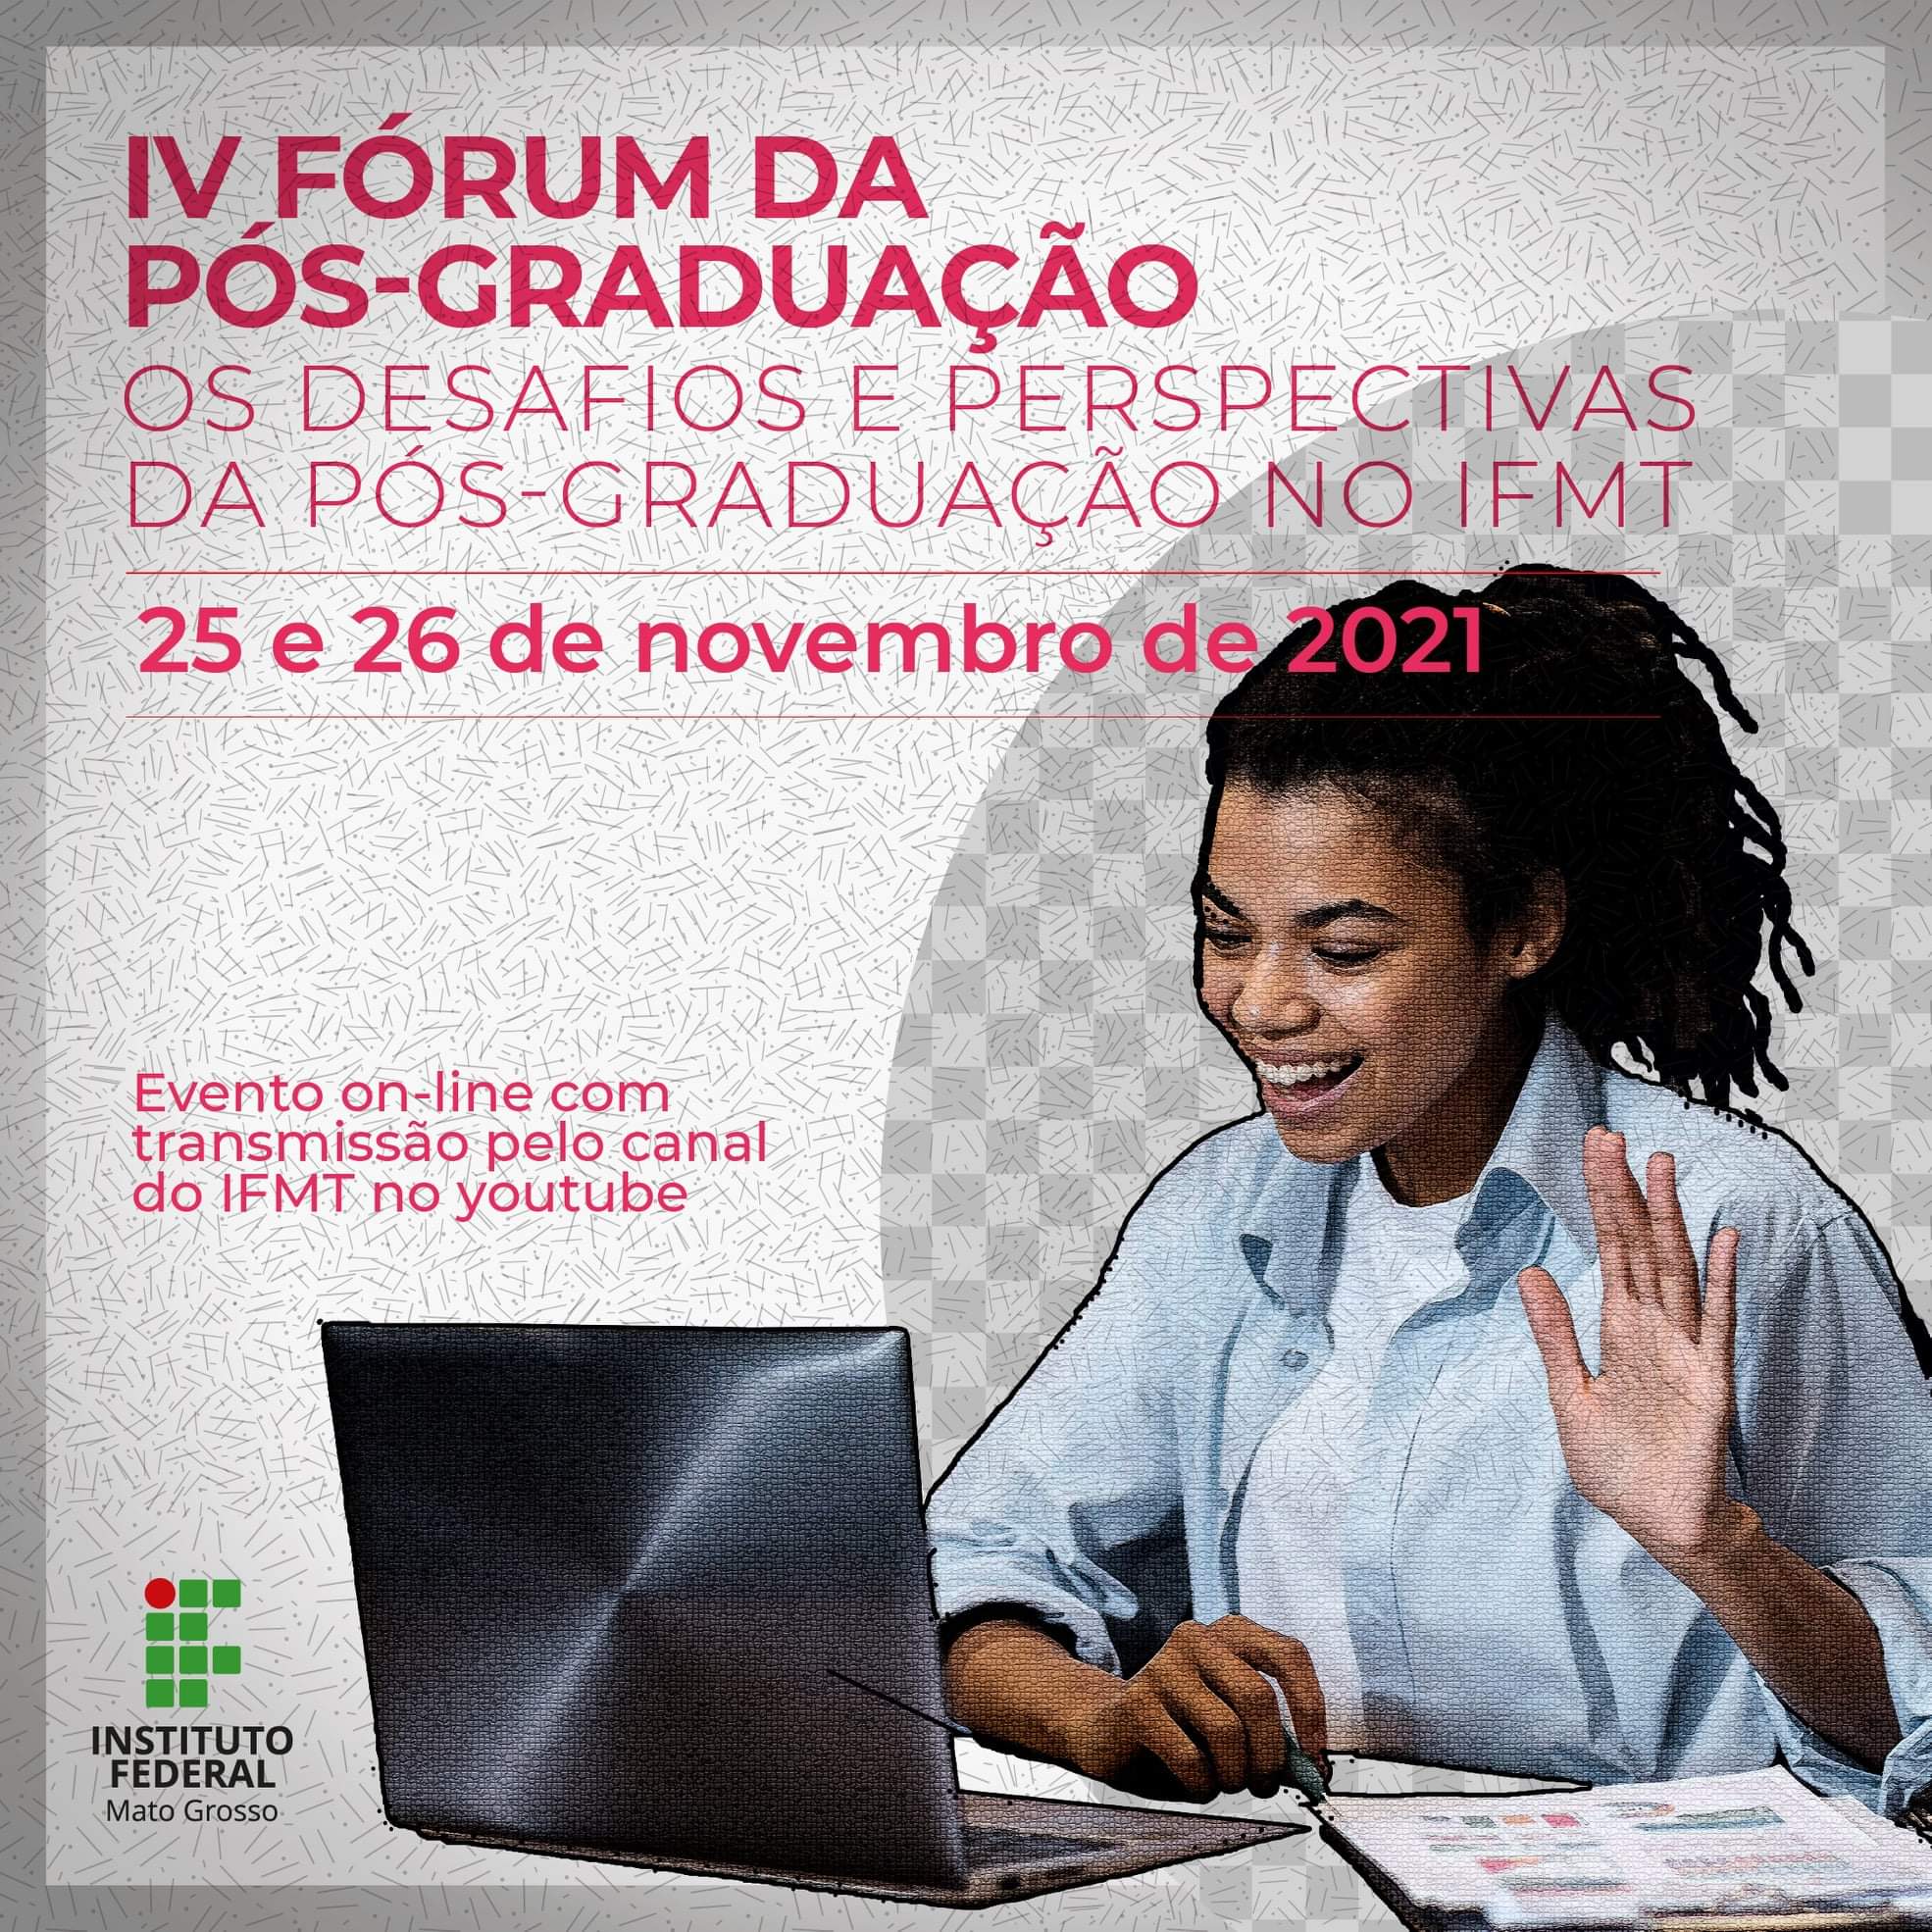 IV FÓRUM DA
PÓS-GRADUAÇÃO
OS DESAFIOS E PERSPECTIVAS
DA PÓS-GRADUAÇÃO NO IFMT
25 e 26 de novembro de 2021
Evento on-line com
transmissão pelo canal
do IFMT no youtube
INSTITUTO
FEDERAL
Mato Grosso